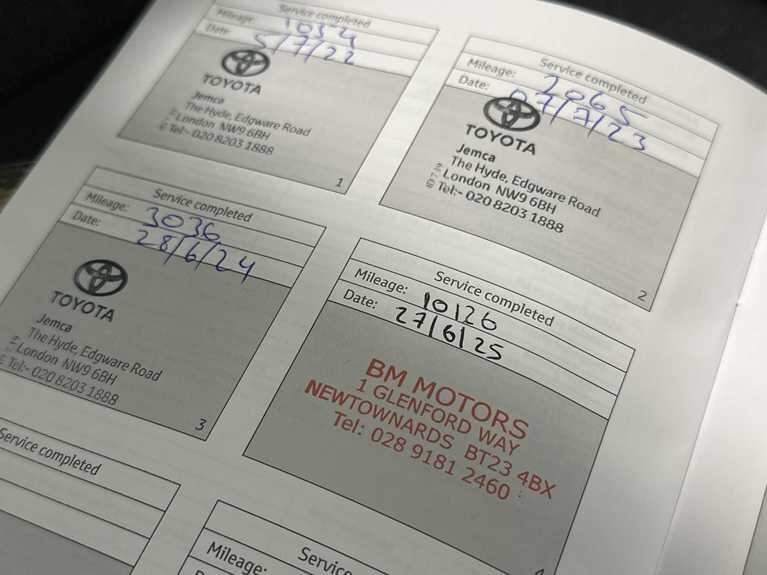 Service completed
Mileage: 1034
Date: 5/7/22
TOYOTA
Jemca
The Hyde, Edgware Road
London NW9 6BH
Tel:- 020 8203 1888
1
Service completed
Mileage: 2065
Date: 07/7/23
TOYOTA
Jemca
The Hyde, Edgware Road
London NW9 6BH
Tel:- 020 8203 1888
2
Service completed
Mileage: 3036
Date: 28/6/24
TOYOTA
Jemca
The Hyde, Edgware Road
London NW9 6BH
Tel:- 020 8203 1888
3
Service completed
Mileage: 10126
Date: 27/6/25
BM MOTORS
1 GLENFORD WAY
NEWTOWNARDS BT23 4BX
Tel: 028 9181 2460
Service completed
Mileage: